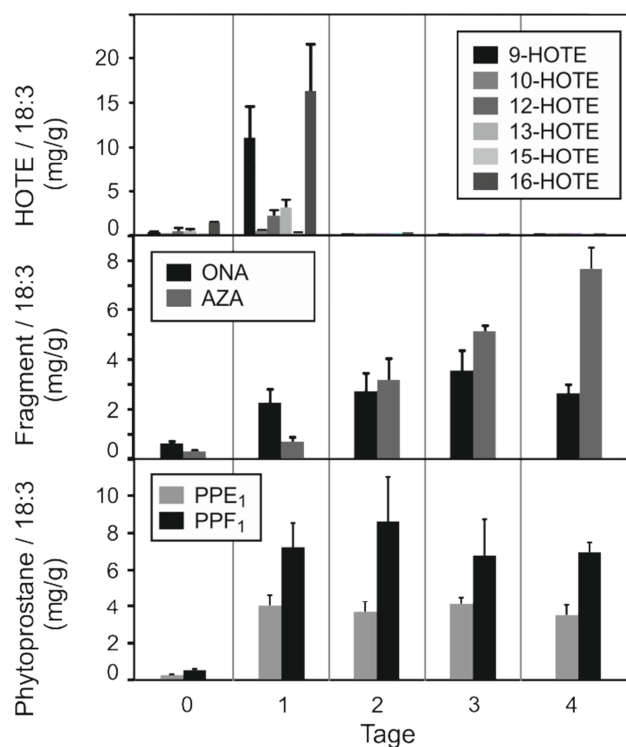 HOTE / 18:3
(mg/g)
20
15
10
5
0
9-HOTE
10-HOTE
12-HOTE
13-HOTE
15-HOTE
16-HOTE
Fragment / 18:3
(mg/g)
8
6
4
2
0
ONA
AZA
Phytoprostane / 18:3
(mg/g)
10
8
6
4
2
0
PPE₁
PPF₁
0 1 2 3 4
Tage